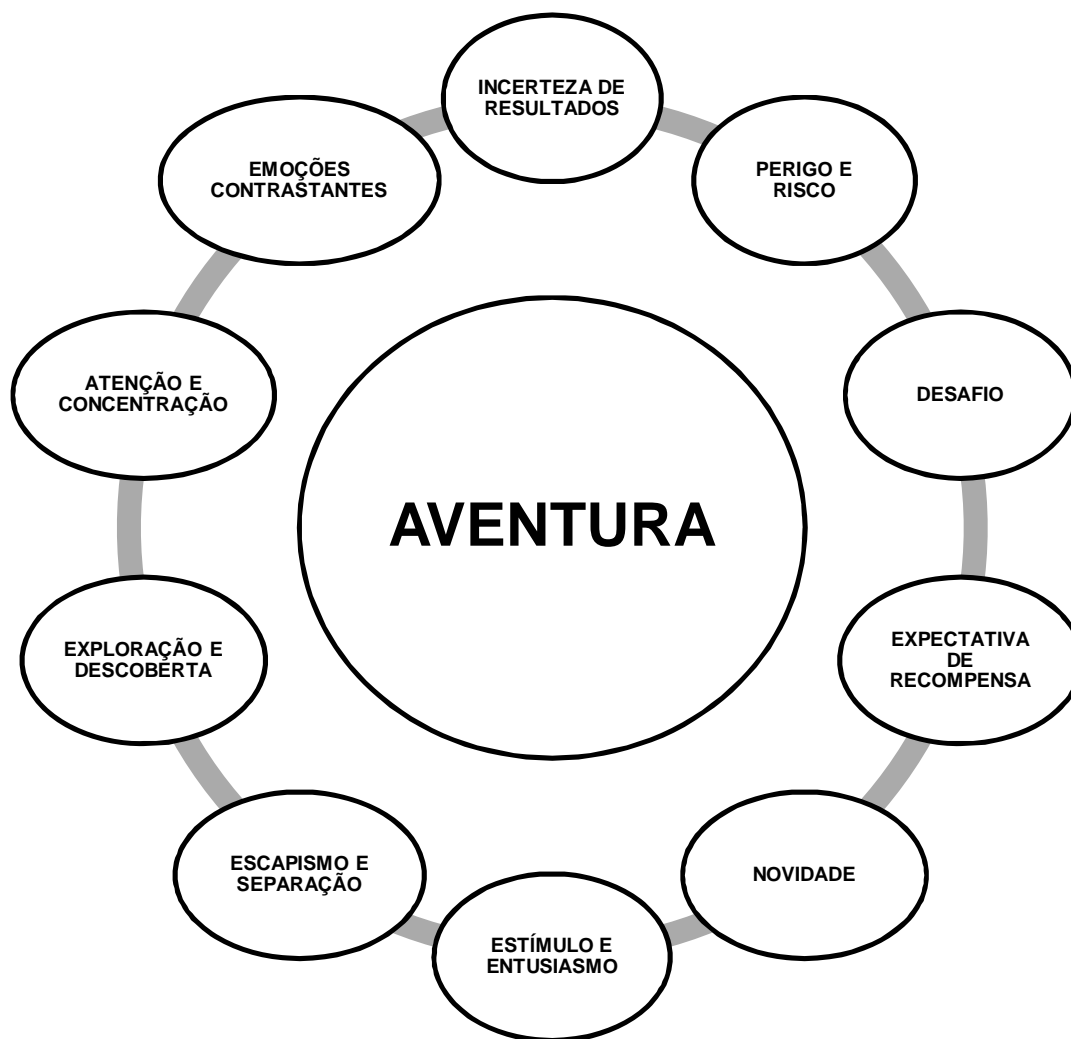 INCERTEZA DE
RESULTADOS
PERIGO E
RISCO
DESAFIO
EXPECTATIVA
DE
RECOMPENSA
NOVIDADE
ESTÍMULO E
ENTUSIASMO
ESCAPISMO E
SEPARAÇÃO
EXPLORAÇÃO E
DESCOBERTA
ATENÇÃO E
CONCENTRAÇÃO
EMOÇÕES
CONTRASTANTES
AVENTURA